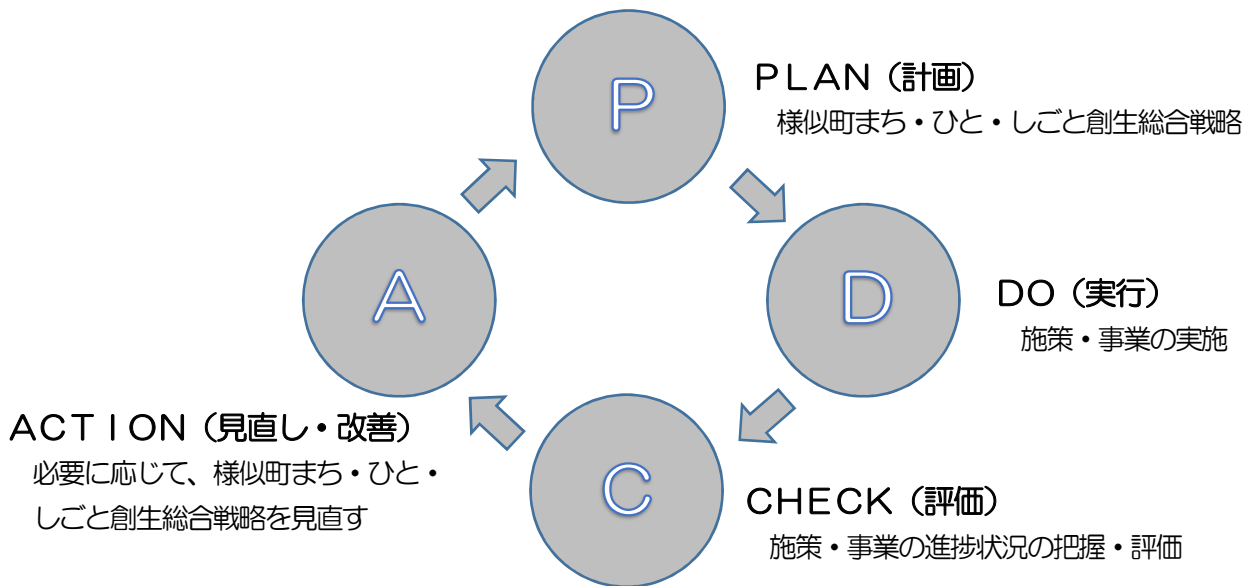 P
PLAN（計画）
様似町まち・ひと・しごと創生総合戦略
D
DO（実行）
施策・事業の実施
C
CHECK（評価）
施策・事業の進捗状況の把握・評価
A
ACTION（見直し・改善）
必要に応じて、様似町まち・ひと・
しごと創生総合戦略を見直す